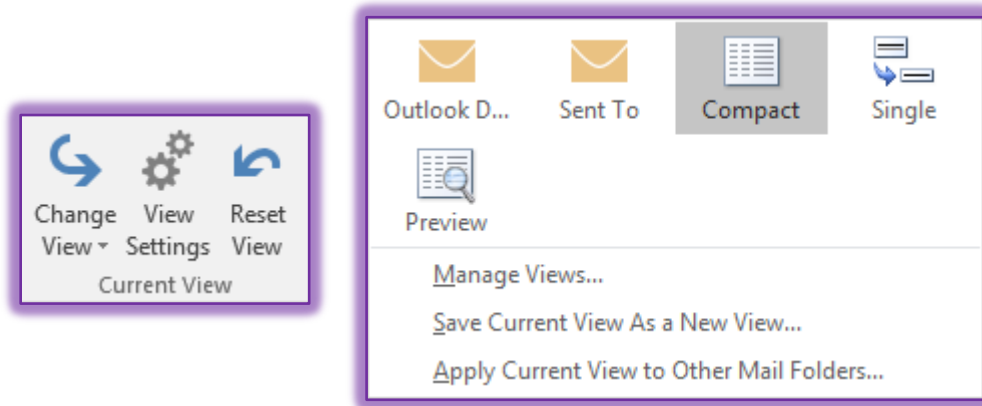 Change View
View Settings
Reset View
Current View
Outlook D...
Sent To
Compact
Single
Preview
Manage Views...
Save Current View As a New View...
Apply Current View to Other Mail Folders...